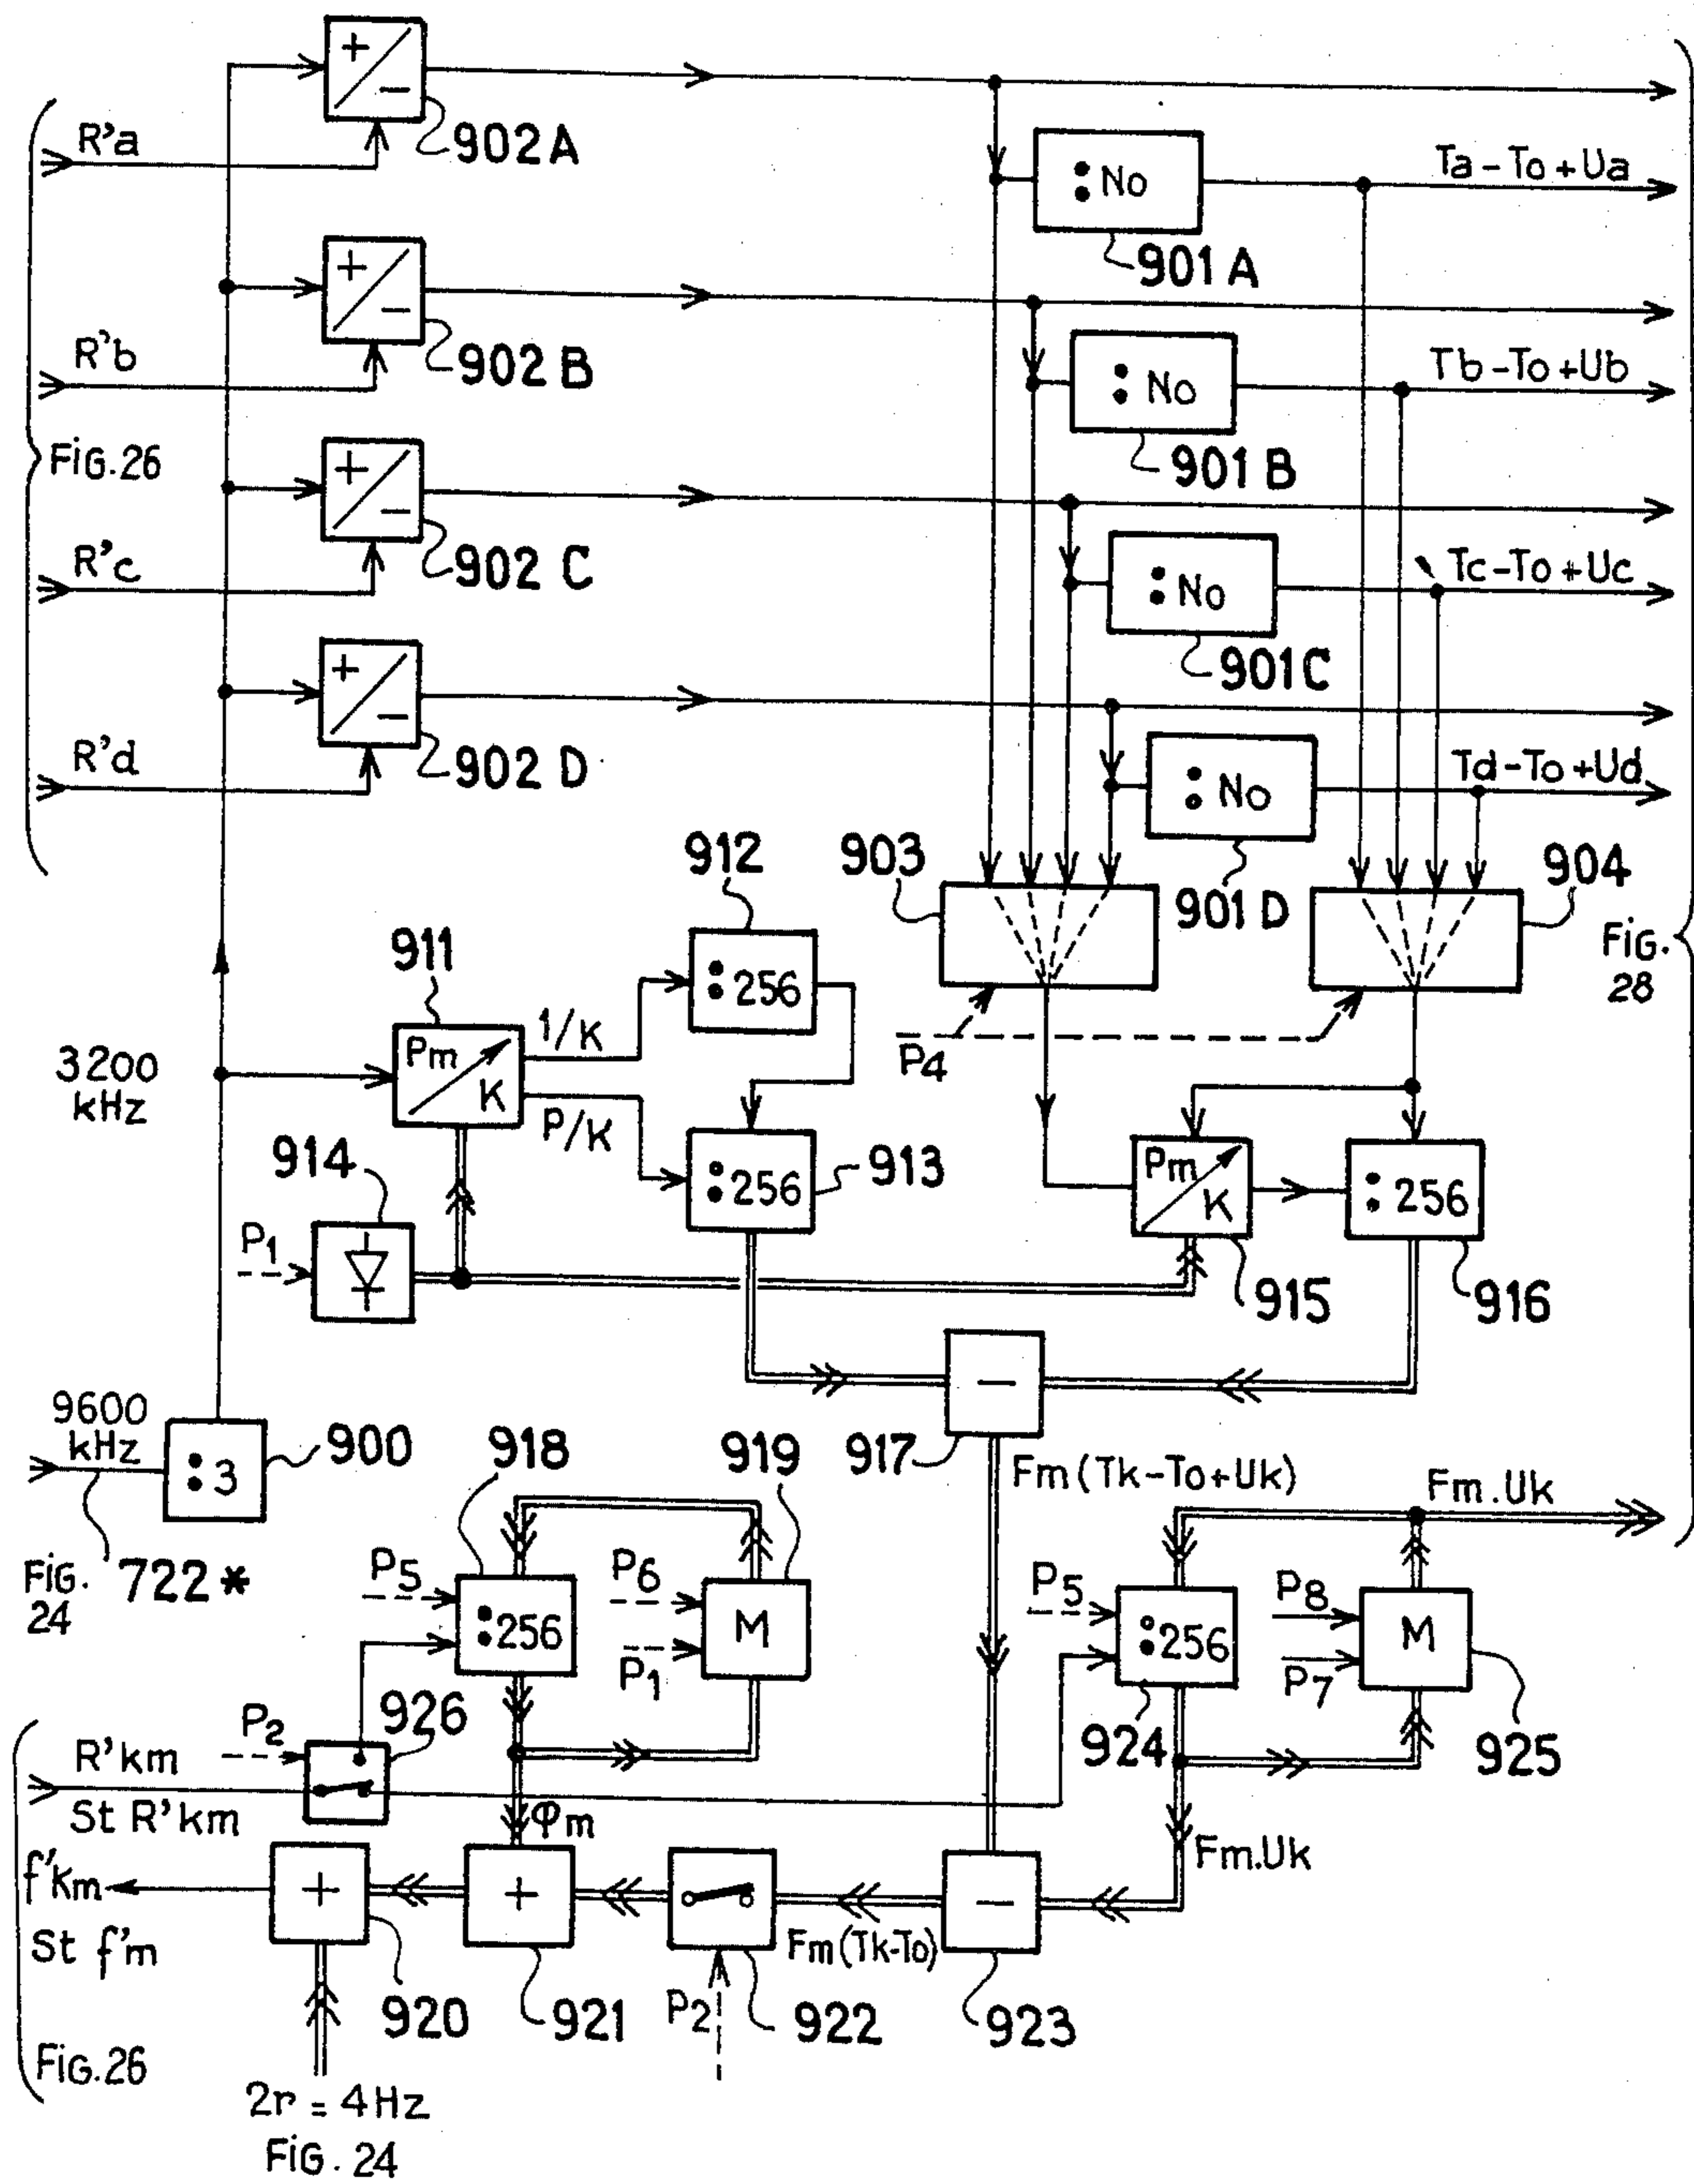 +
−
902A
R'a
: No
Ta−To+Ua
901A
+
−
902B
R'b
: No
Tb−To+Ub
901B
FIG.26
+
−
902C
R'c
: No
Tc−To+Uc
901C
+
−
902D
R'd
: No
Td−To+Ud
901D
912
903
904
FIG.
28
911
: 256
1/K
Pm
K
P/K
P4
3200
kHz
914
: 256
913
Pm
K
: 256
P1
915
916
−
917
9600
kHz
: 3
900
918
919
Fm(Tk−To+Uk)
Fm.Uk
FIG.
24
722*
P5
: 256
P6
P1
M
P5
: 256
P8
P7
M
P2
926
R'km
St R'km
924
925
φm
Fm.Uk
f'km
+
+
−
St f'm
Fm(Tk−To)
920
921
P2
922
923
FIG.26
2r = 4Hz
FIG. 24